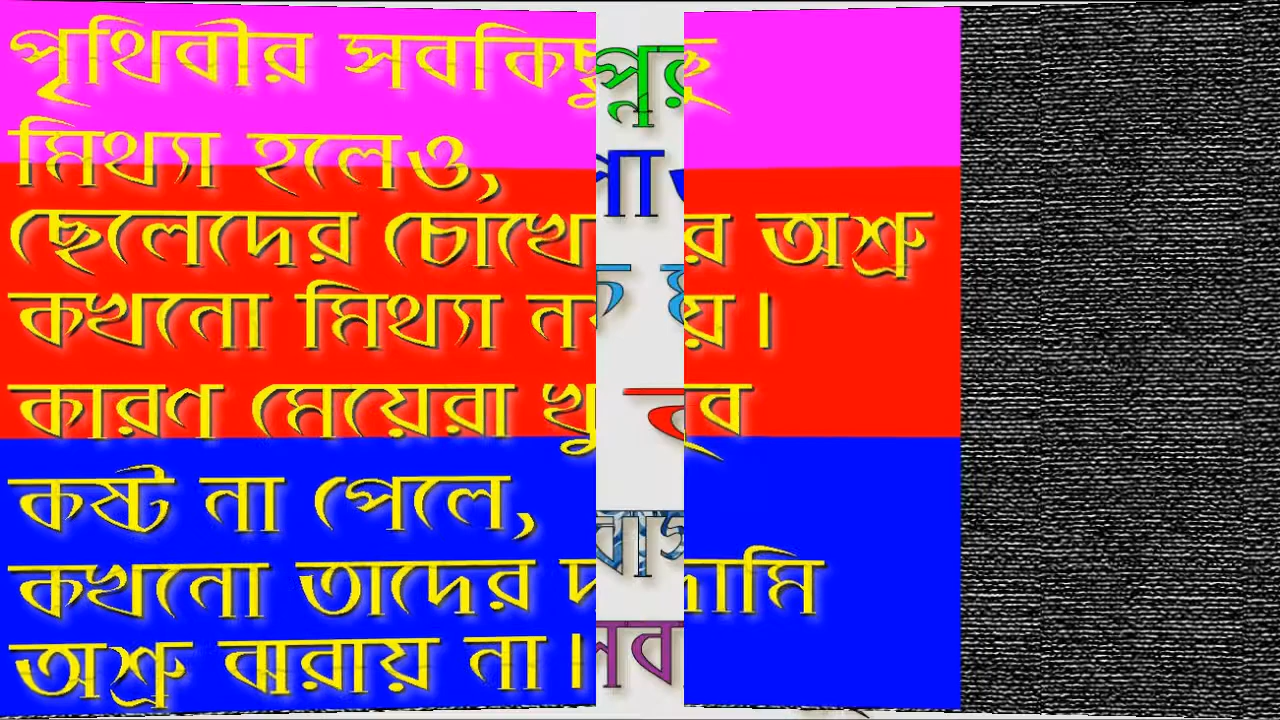 পৃথিবীর সবকিছু
মিথ্যা হলেও,
ছেলেদের চোখের অশ্রু
কখনো মিথ্যা নয়।
কারণ মেয়েরা খুব
কষ্ট না পেলে,
কখনো তাদের দামি
অশ্রু ঝরায় না।